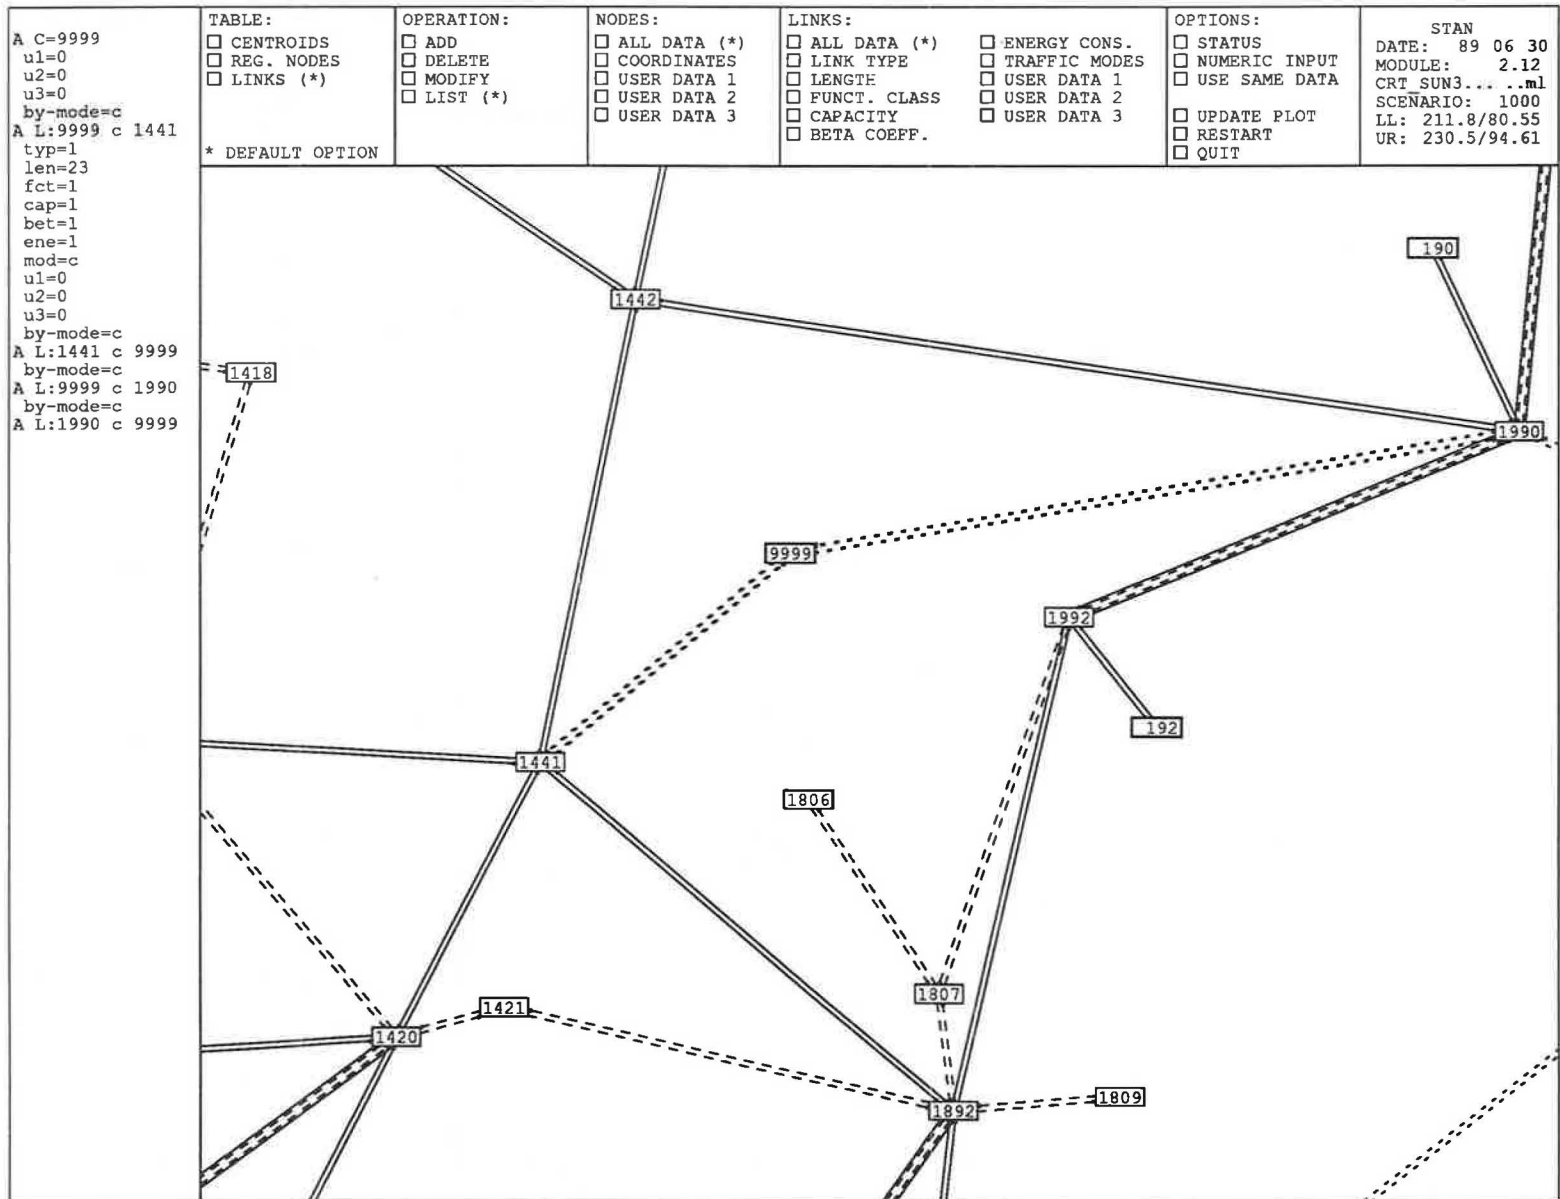 A C=9999
u1=0
u2=0
u3=0
by-mode=c
A L:9999 c 1441
typ=1
len=23
fct=1
cap=1
bet=1
ene=1
mod=c
u1=0
u2=0
u3=0
by-mode=c
A L:1441 c 9999
by-mode=c
A L:9999 c 1990
by-mode=c
A L:1990 c 9999
TABLE:
CENTROIDS
REG. NODES
LINKS (*)
* DEFAULT OPTION
OPERATION:
ADD
DELETE
MODIFY
LIST (*)
NODES:
ALL DATA (*)
COORDINATES
USER DATA 1
USER DATA 2
USER DATA 3
LINKS:
ALL DATA (*)
LINK TYPE
LENGTH
FUNCT. CLASS
CAPACITY
BETA COEFF.
ENERGY CONS.
TRAFFIC MODES
USER DATA 1
USER DATA 2
USER DATA 3
OPTIONS:
STATUS
NUMERIC INPUT
USE SAME DATA
UPDATE PLOT
RESTART
QUIT
STAN
DATE: 89 06 30
MODULE: 2.12
CRT_SUN3... ..ml
SCENARIO: 1000
LL: 211.8/80.55
UR: 230.5/94.61
190
1442
1418
1990
9999
1992
192
1441
1806
1807
1421
1420
1809
1892